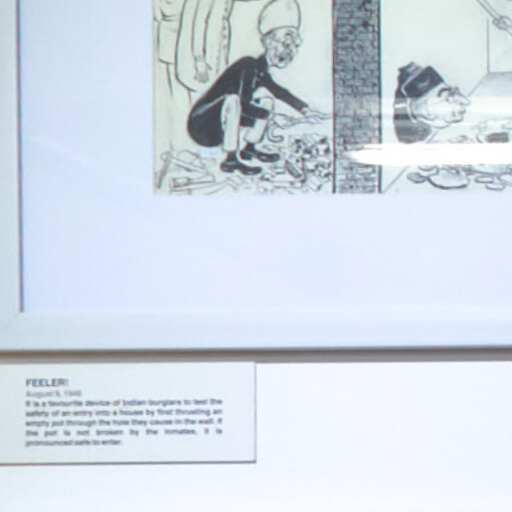 FEELER!
August 9, 1946
It is a favourite device of Indian burglars to test the
safety of an entry into a house by first thrusting an
empty pot through the hole they cause in the wall. If
the pot is not broken by the inmates, it is
pronounced safe to enter.